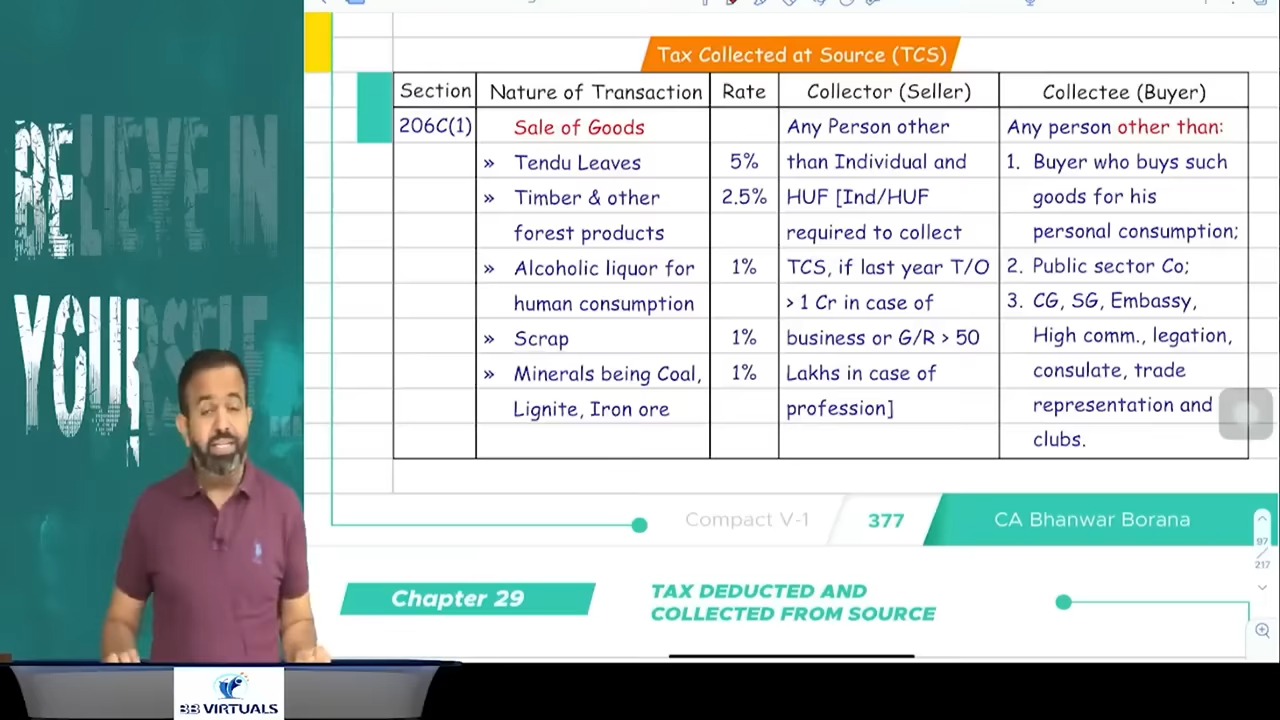 BELIEVE IN
YOURSELF...
Tax Collected at Source (TCS)
Section Nature of Transaction Rate Collector (Seller) Collectee (Buyer)
206C(1) Sale of Goods Any Person other Any person other than:
» Tendu Leaves 5% than Individual and 1. Buyer who buys such
» Timber & other 2.5% HUF [Ind/HUF goods for his
forest products required to collect personal consumption;
» Alcoholic liquor for 1% TCS, if last year T/O 2. Public sector Co;
human consumption > 1 Cr in case of 3. CG, SG, Embassy,
» Scrap 1% business or G/R > 50 High comm., legation,
» Minerals being Coal, 1% Lakhs in case of consulate, trade
Lignite, Iron ore profession] representation and
clubs.
Compact V-1 377 CA Bhanwar Borana
97
217
Chapter 29 TAX DEDUCTED AND
COLLECTED FROM SOURCE
BB VIRTUALS